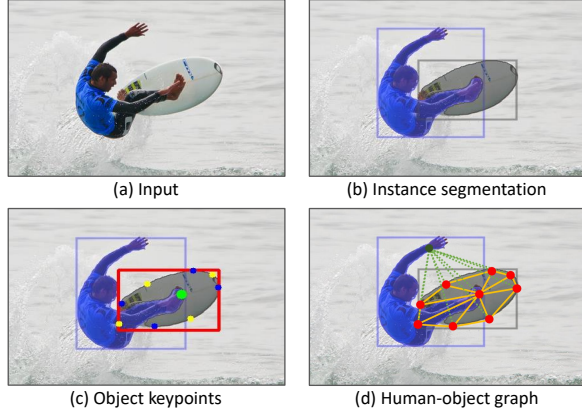 (a) Input
(b) Instance segmentation
(c) Object keypoints
(d) Human-object graph